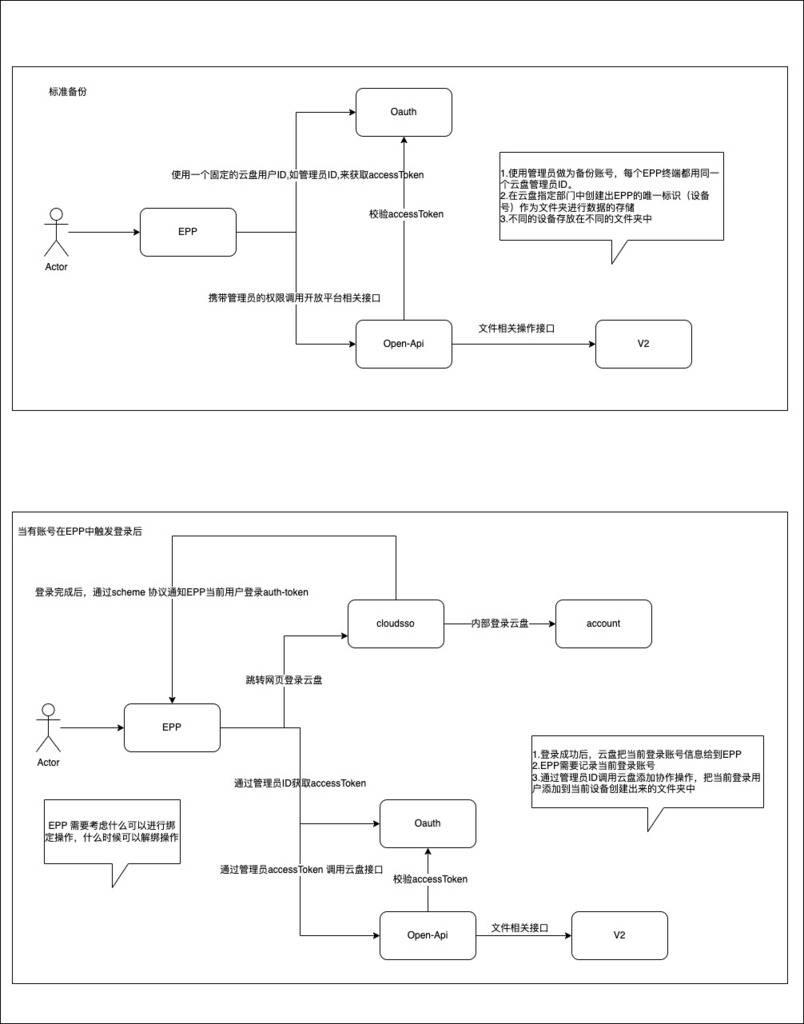 标准备份
Oauth
使用一个固定的云盘用户ID,如管理员ID,来获取accessToken
1.使用管理员做为备份账号，每个EPP终端都用同一
个云盘管理员ID。
2.在云盘指定部门中创建出EPP的唯一标识（设备
号）作为文件夹进行数据的存储
3.不同的设备存放在不同的文件夹中
校验accessToken
EPP
Actor
携带管理员的权限调用开放平台相关接口
Open-Api
文件相关操作接口
V2
当有账号在EPP中触发登录后
登录完成后，通过scheme 协议通知EPP当前用户登录auth-token
cloudsso
内部登录云盘
account
跳转网页登录云盘
EPP
Actor
1.登录成功后，云盘把当前登录账号信息给到EPP
2.EPP需要记录当前登录账号
3.通过管理员ID调用云盘添加协作操作，把当前登录用
户添加到当前设备创建出来的文件夹中
通过管理员ID获取accessToken
EPP 需要考虑什么可以进行绑
定操作，什么时候可以解绑操作
Oauth
通过管理员accessToken 调用云盘接口
校验accessToken
Open-Api
文件相关接口
V2